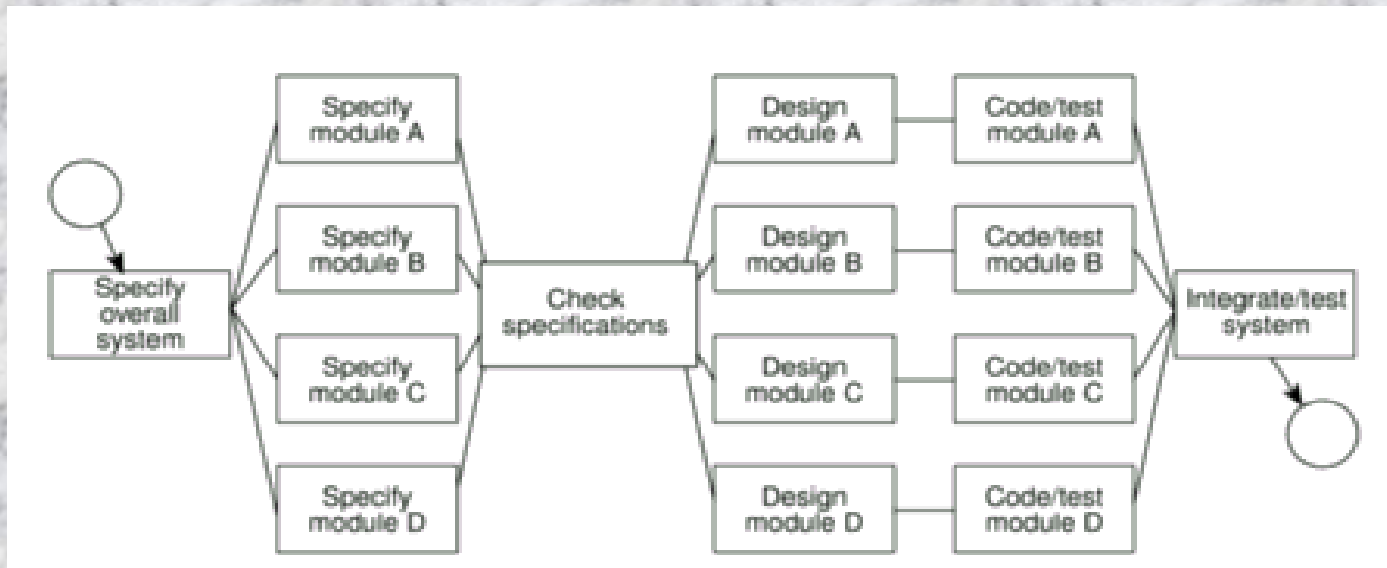 Specify
overall
system
Specify
module A
Specify
module B
Specify
module C
Specify
module D
Check
specifications
Design
module A
Code/test
module A
Design
module B
Code/test
module B
Design
module C
Code/test
module C
Design
module D
Code/test
module D
Integrate/test
system